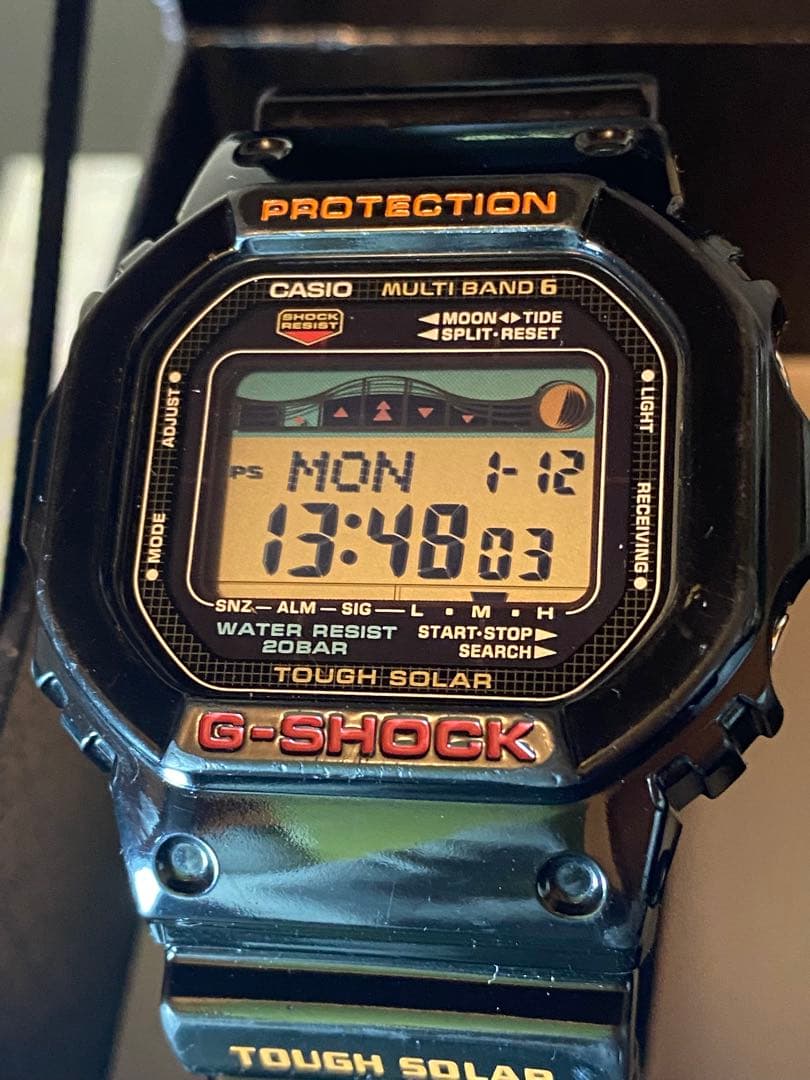 PROTECTION
CASIO MULTI BAND 6
SHOCK RESIST
◀MOON◀▶TIDE
◀SPLIT·RESET
ADJUST
LIGHT
PS MON 1-12
13:48 03
MODE
RECEIVING
SNZ ALM SIG L · M · H
WATER RESIST
20BAR
START·STOP▶
SEARCH▶
TOUGH SOLAR
G-SHOCK
TOUGH SOLAR